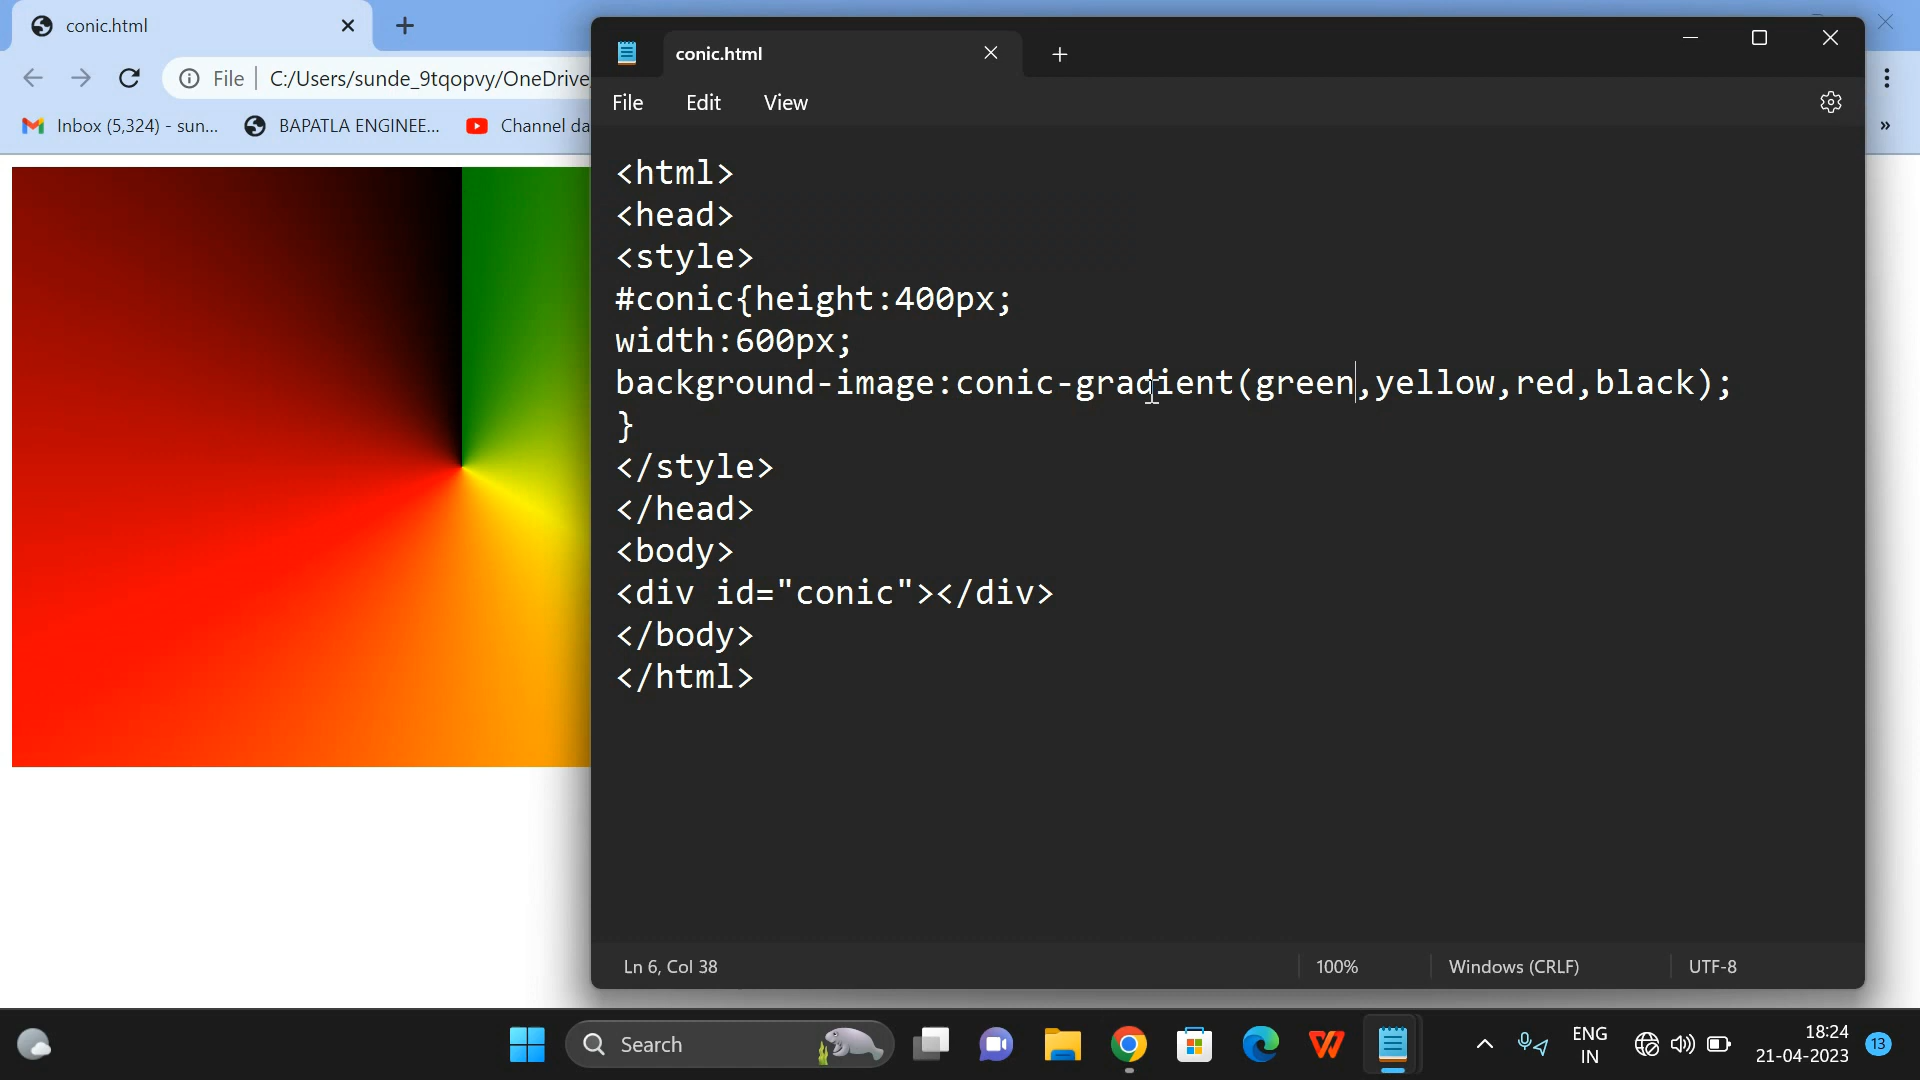 conic.html
File
C:/Users/sunde_9tqopvy/OneDrive
Inbox (5,324) - sun...
BAPATLA ENGINEE...
Channel da
»
conic.html
File
Edit
View
<html>
<head>
<style>
#conic{height:400px;
width:600px;
background-image:conic-gradient(green,yellow,red,black);
}
</style>
</head>
<body>
<div id="conic"></div>
</body>
</html>
Ln 6, Col 38
100%
Windows (CRLF)
UTF-8
Search
ENG
IN
18:24
21-04-2023
13